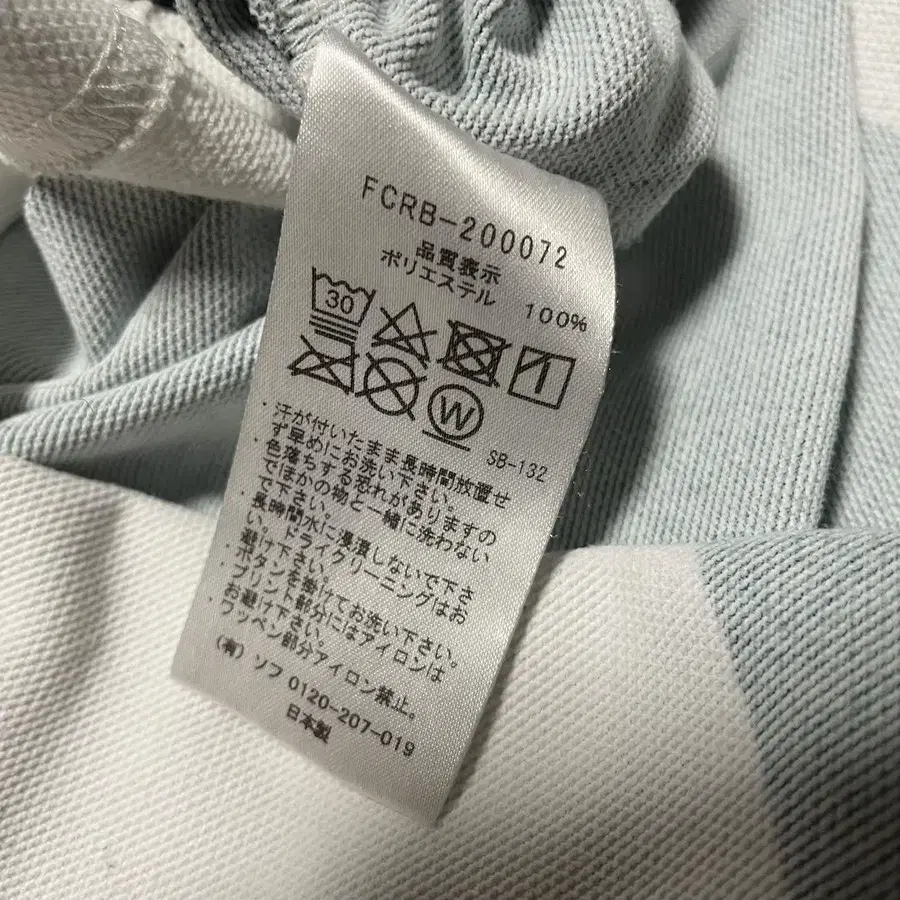 FCRB-200072
品質表示
ポリエステル 100%
30
W
SB-132
・汗が付いたまま長時間放置せ
ず早めにお洗い下さい。
・色落ちする恐れがありますの
でほかの物と一緒に洗わない
で下さい。
・長時間水に浸漬しないで下さ
い。ドライクリーニングはお
避け下さい。
・ボタンを掛けてお洗い下さい。
・プリント部分にはアイロンは
お避け下さい。
・ワッペン部分アイロン禁止。
(有) ソフ 0120-207-019
日本製